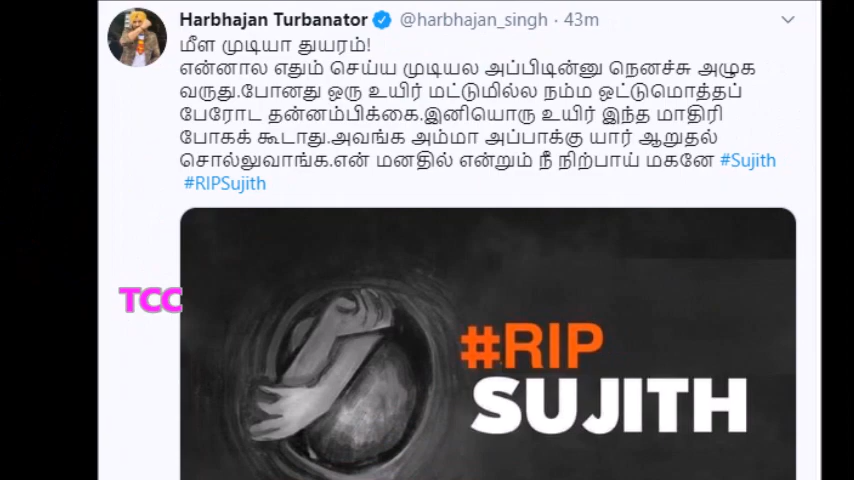 Harbhajan Turbanator @harbhajan_singh · 43m
மீள முடியா துயரம்!
என்னால எதும் செய்ய முடியல அப்பிடின்னு நெனச்சு அழுக
வருது.போனது ஒரு உயிர் மட்டுமில்ல நம்ம ஒட்டுமொத்தப்
பேரோட தன்னம்பிக்கை.இனியொரு உயிர் இந்த மாதிரி
போகக் கூடாது.அவங்க அம்மா அப்பாக்கு யார் ஆறுதல்
சொல்லுவாங்க.என் மனதில் என்றும் நீ நிற்பாய் மகனே #Sujith
#RIPSujith
TCC
#RIP
SUJITH